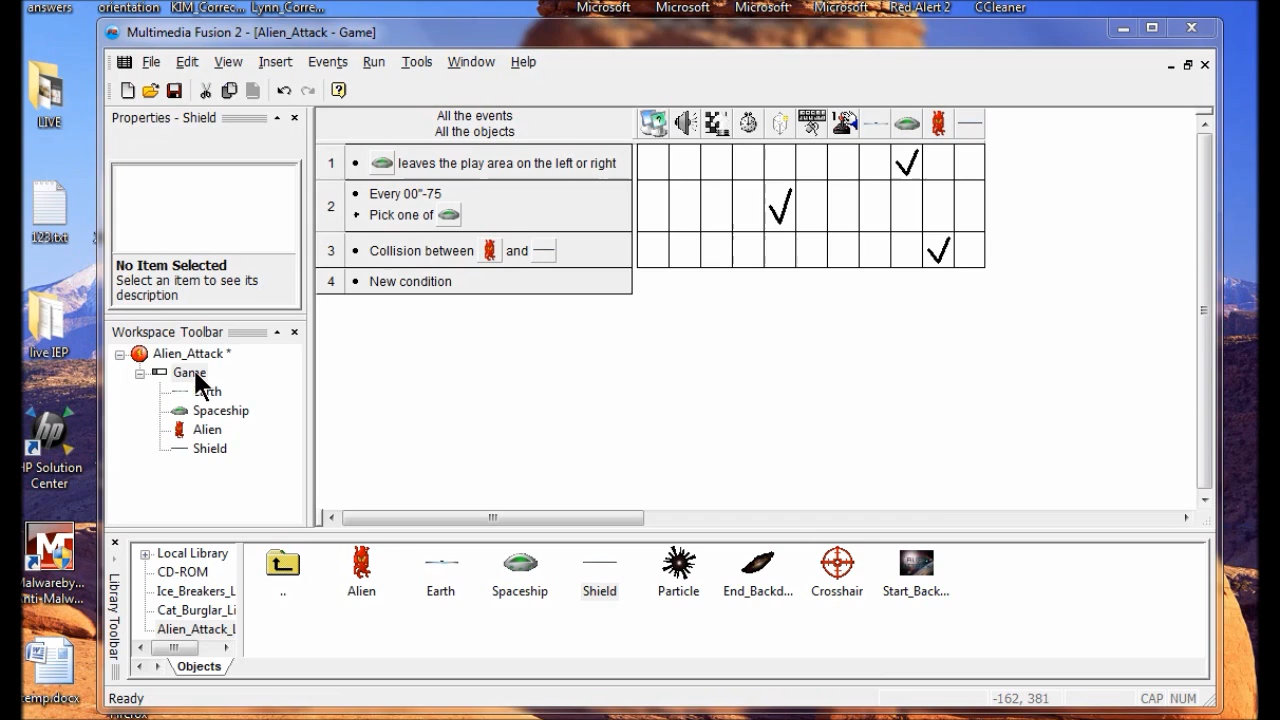 answers orientation KIM_Correc... Lynn_Corre... Microsoft Microsoft Microsoft Microsoft Red Alert 2 CCleaner
Multimedia Fusion 2 - [Alien_Attack - Game]
File Edit View Insert Events Run Tools Window Help
Properties - Shield
No Item Selected
Select an item to see its
description
Workspace Toolbar
Alien_Attack *
Game
Spaceship
Alien
Shield
All the events
All the objects
1 leaves the play area on the left or right
2 Every 00"-75
+ Pick one of
3 Collision between and
4 New condition
Library Toolbar
Local Library
CD-ROM
Ice_Breakers_L
Cat_Burglar_Li
Alien_Attack_L
Objects
.. Alien Earth Spaceship Shield Particle End_Backd... Crosshair Start_Back...
Ready -162, 381 CAP NUM
LIVE
123.txt
live IEP
HP Solution
Center
Malwareby...
Anti-Malw...
temp.docx
Firefox